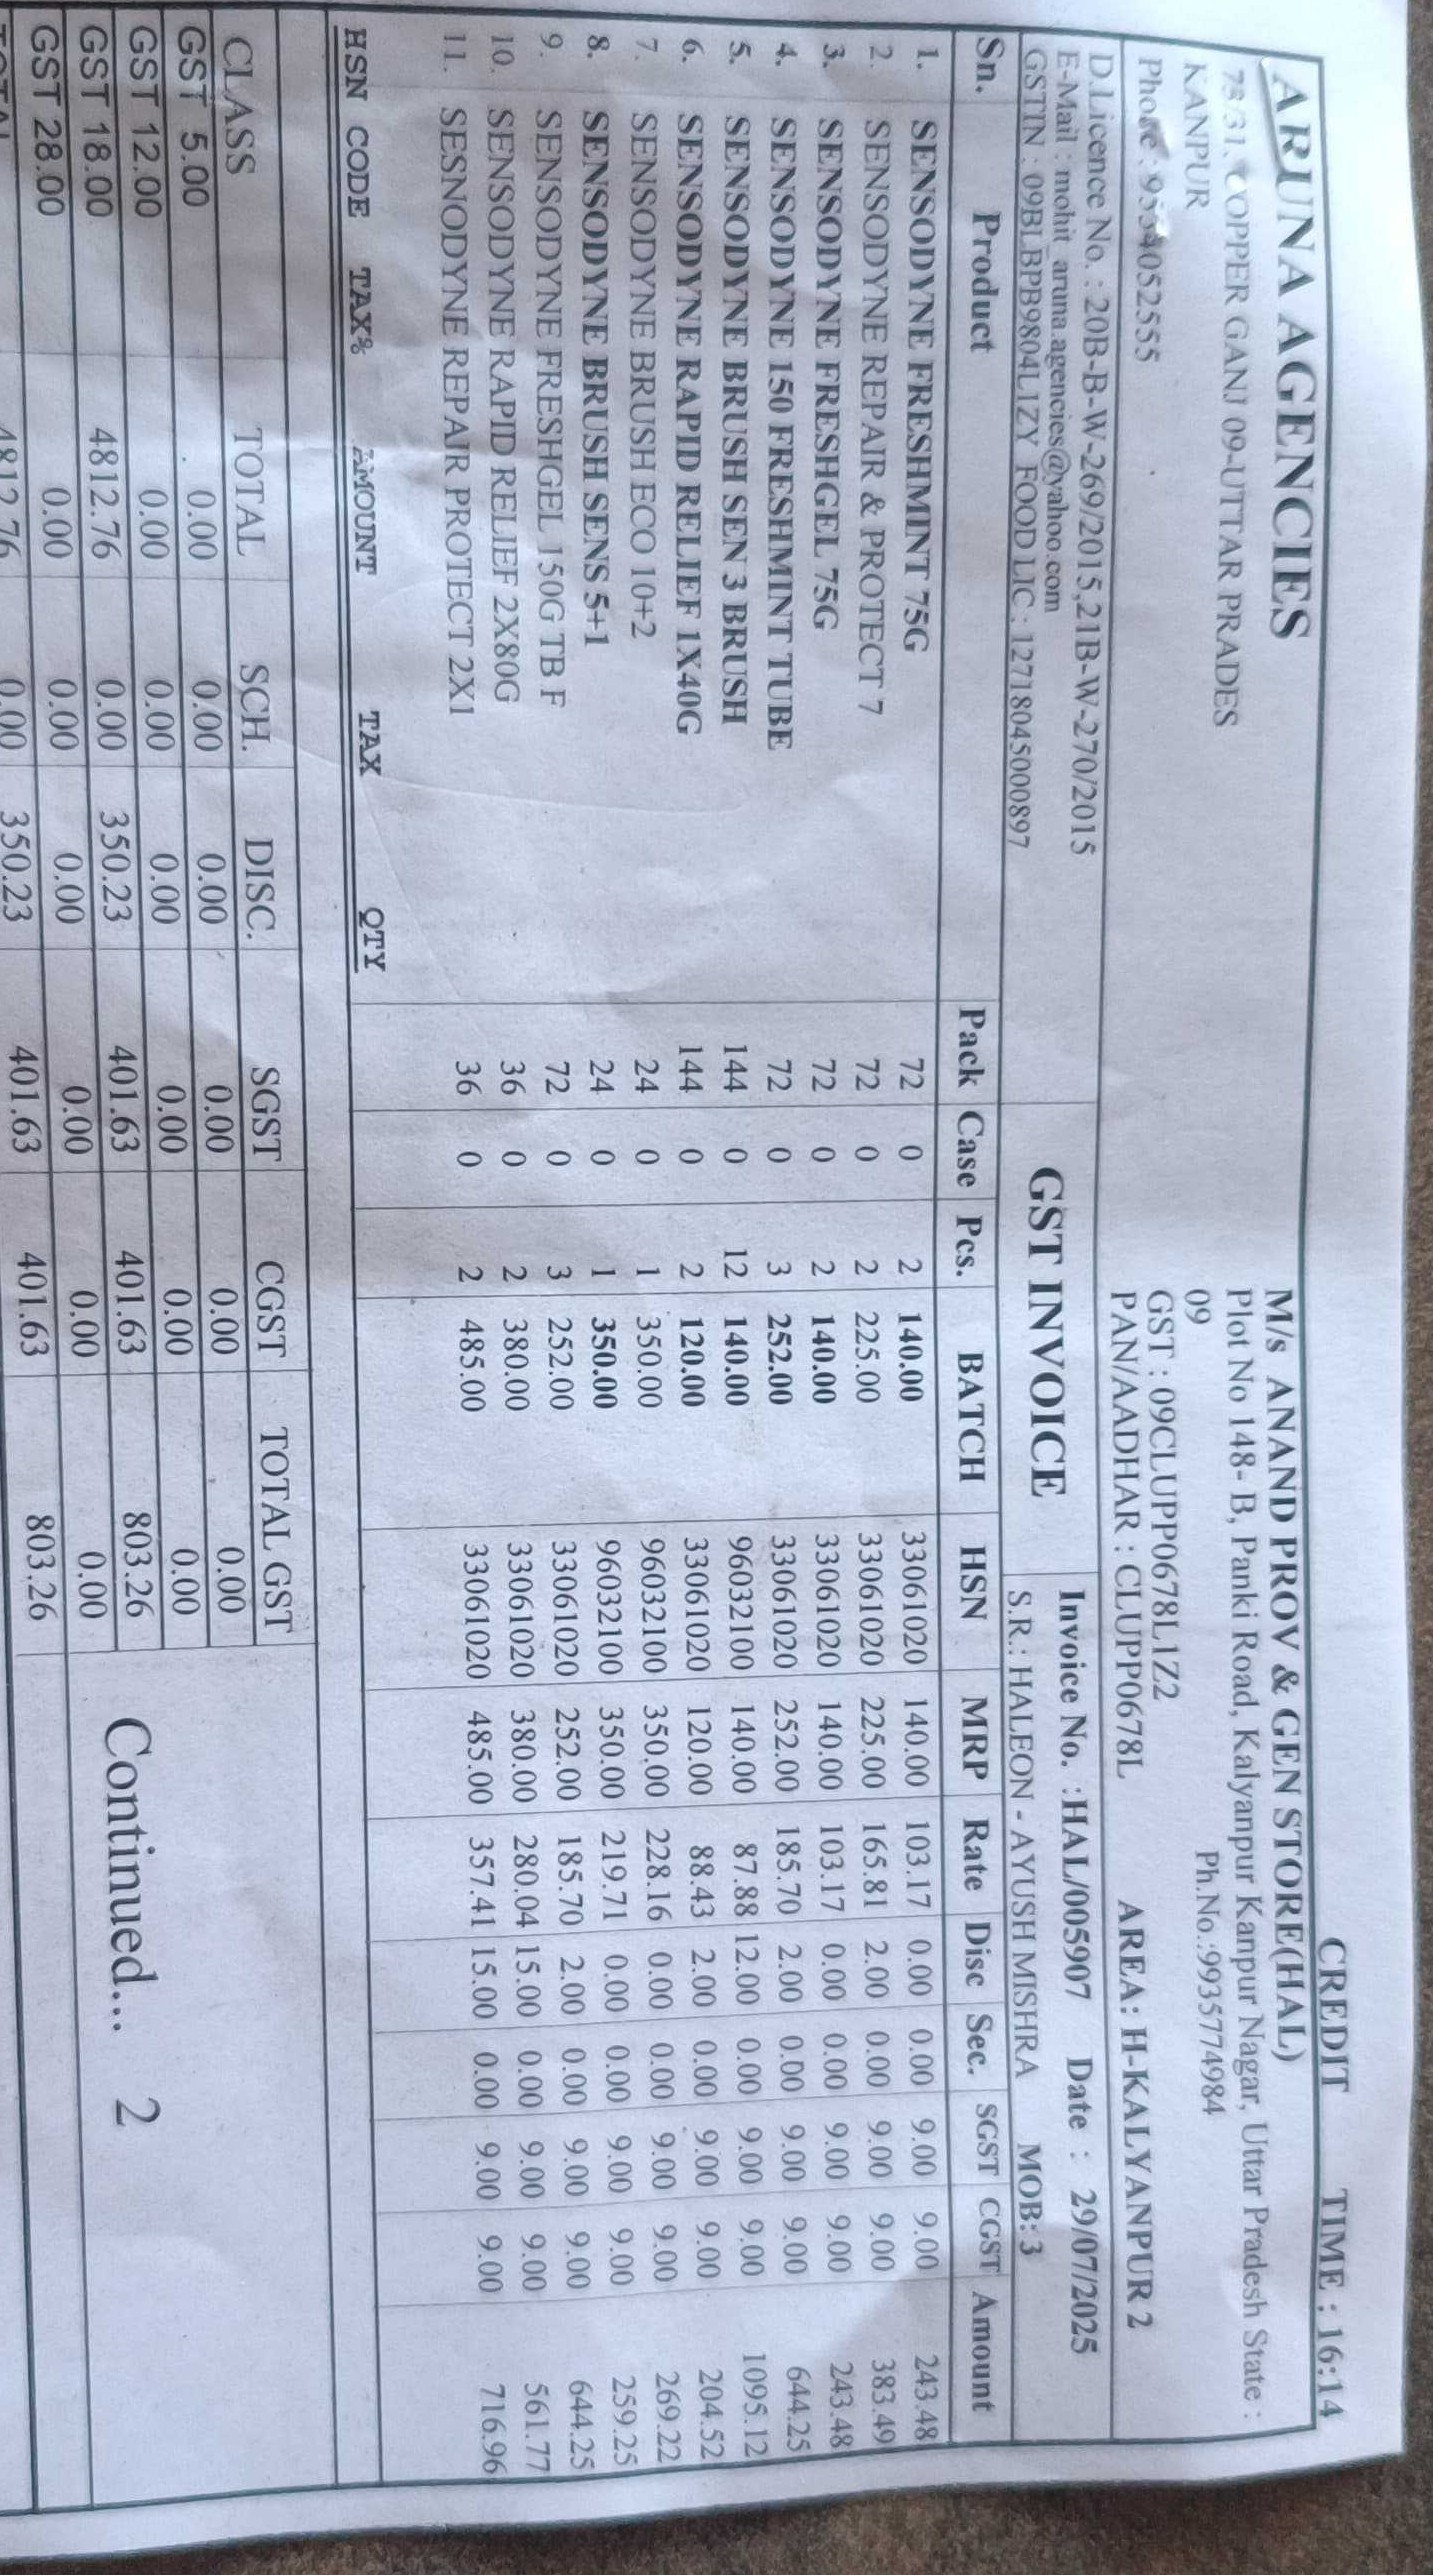 CREDIT TIME : 16:14
ARUNA AGENCIES
OPPER GANJ 09-UTTAR PRADES
KANPUR
Phone : 9554052555
M/s ANAND PROV & GEN STORE(HAL)
Plot No 148- B, Panki Road, Kalyanpur Kanpur Nagar, Uttar Pradesh State :
09 Ph.No.:9935774984
GST : 09CLUPP0678L1Z2
PAN/AADHAR : CLUPP0678L AREA : H-KALYANPUR 2
D.Licence No. : 20B-B-W-269/2015,21B-W-270/2015
E-Mail : mohit_aruna.agencies@yahoo.com
GSTIN : 09BLBPB9804L1ZY FOOD LIC : 12718045000897
GST INVOICE
Invoice No. :HAL/005907 Date : 29/07/2025
S.R.: HALEON - AYUSH MISHRA MOB: 3
Sn. Product Pack Case Pcs. BATCH HSN MRP Rate Disc Sec. SGST CGST Amount
1. SENSODYNE FRESHMINT 75G 72 0 2 140.00 33061020 140.00 103.17 0.00 0.00 9.00 9.00 243.48
2. SENSODYNE REPAIR & PROTECT 7 72 0 2 225.00 33061020 225.00 165.81 2.00 0.00 9.00 9.00 383.49
3. SENSODYNE FRESHGEL 75G 72 0 2 140.00 33061020 140.00 103.17 0.00 0.00 9.00 9.00 243.48
4. SENSODYNE 150 FRESHMINT TUBE 72 0 3 252.00 33061020 252.00 185.70 2.00 0.00 9.00 9.00 644.25
5. SENSODYNE BRUSH SEN 3 BRUSH 144 0 12 140.00 96032100 140.00 87.88 12.00 0.00 9.00 9.00 1095.12
6. SENSODYNE RAPID RELIEF 1X40G 144 0 2 120.00 33061020 120.00 88.43 2.00 0.00 9.00 9.00 204.52
7. SENSODYNE BRUSH ECO 10+2 24 0 1 350.00 96032100 350.00 228.16 0.00 0.00 9.00 9.00 269.22
8. SENSODYNE BRUSH SENS 5+1 24 0 1 350.00 96032100 350.00 219.71 0.00 0.00 9.00 9.00 259.25
9. SENSODYNE FRESHGEL 150G TB F 72 0 3 252.00 33061020 252.00 185.70 2.00 0.00 9.00 9.00 644.25
10. SENSODYNE RAPID RELIEF 2X80G 36 0 2 380.00 33061020 380.00 280.04 15.00 0.00 9.00 9.00 561.77
11. SESNODYNE REPAIR PROTECT 2X1 36 0 2 485.00 33061020 485.00 357.41 15.00 0.00 9.00 9.00 716.96
HSN CODE TAX% AMOUNT TAX QTY
CLASS TOTAL SCH. DISC. SGST CGST TOTAL GST
GST 5.00 0.00 0.00 0.00 0.00 0.00 0.00
GST 12.00 0.00 0.00 0.00 0.00 0.00 0.00
GST 18.00 4812.76 0.00 350.23 401.63 401.63 803.26
GST 28.00 0.00 0.00 0.00 0.00 0.00 0.00
TOTAL 4812.76 0.00 350.23 401.63 401.63 803.26
Continued... 2